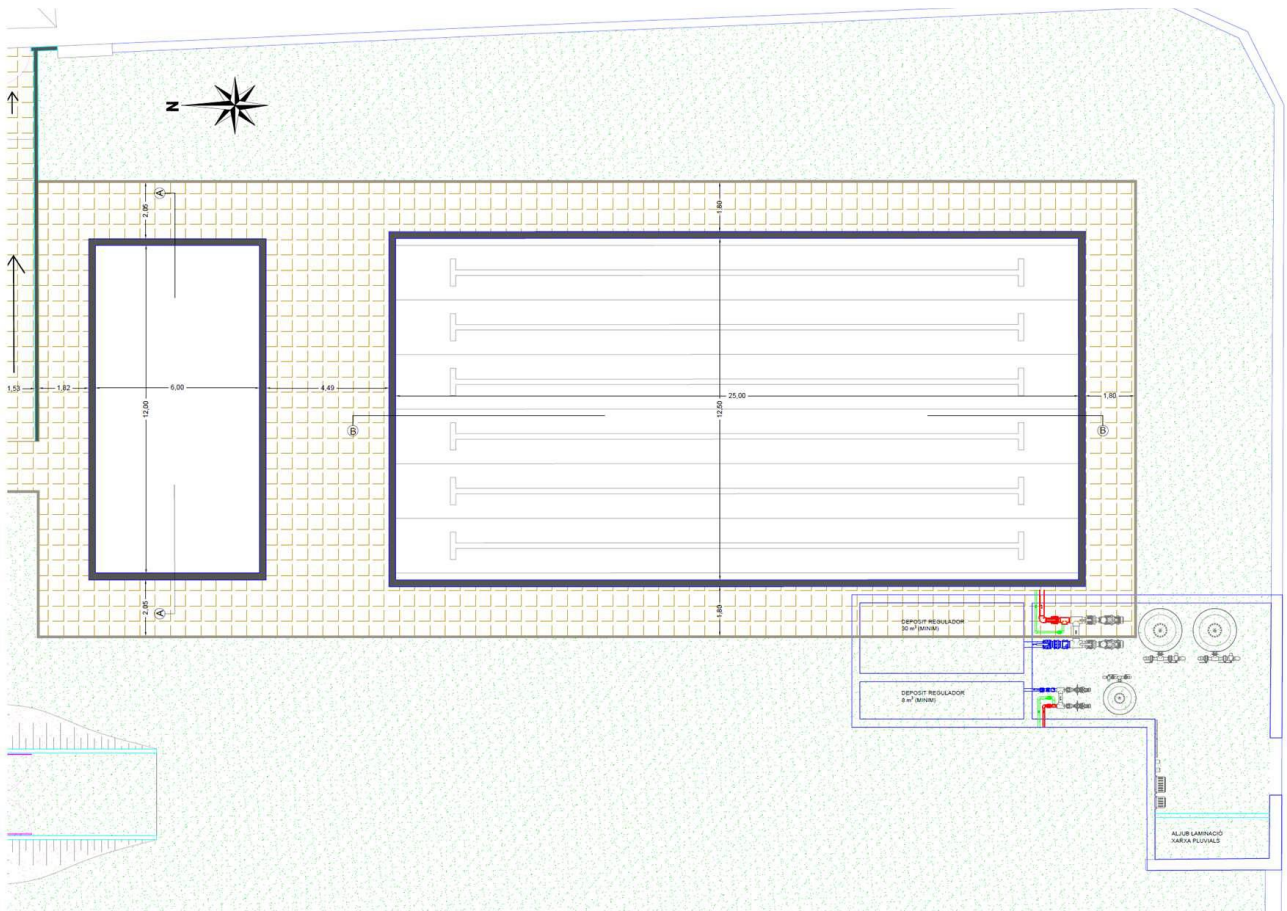 N
A
2,05
1,80
1,53
1,82
6,00
12,00
4,49
25,00
12,50
1,80
B
B
2,05
A
1,80
DEPOSIT REGULADOR
30 m³ (MINIM)
DEPOSIT REGULADOR
8 m³ (MINIM)
ALJUB LAMINACIÓ
XARXA PLUVIALS